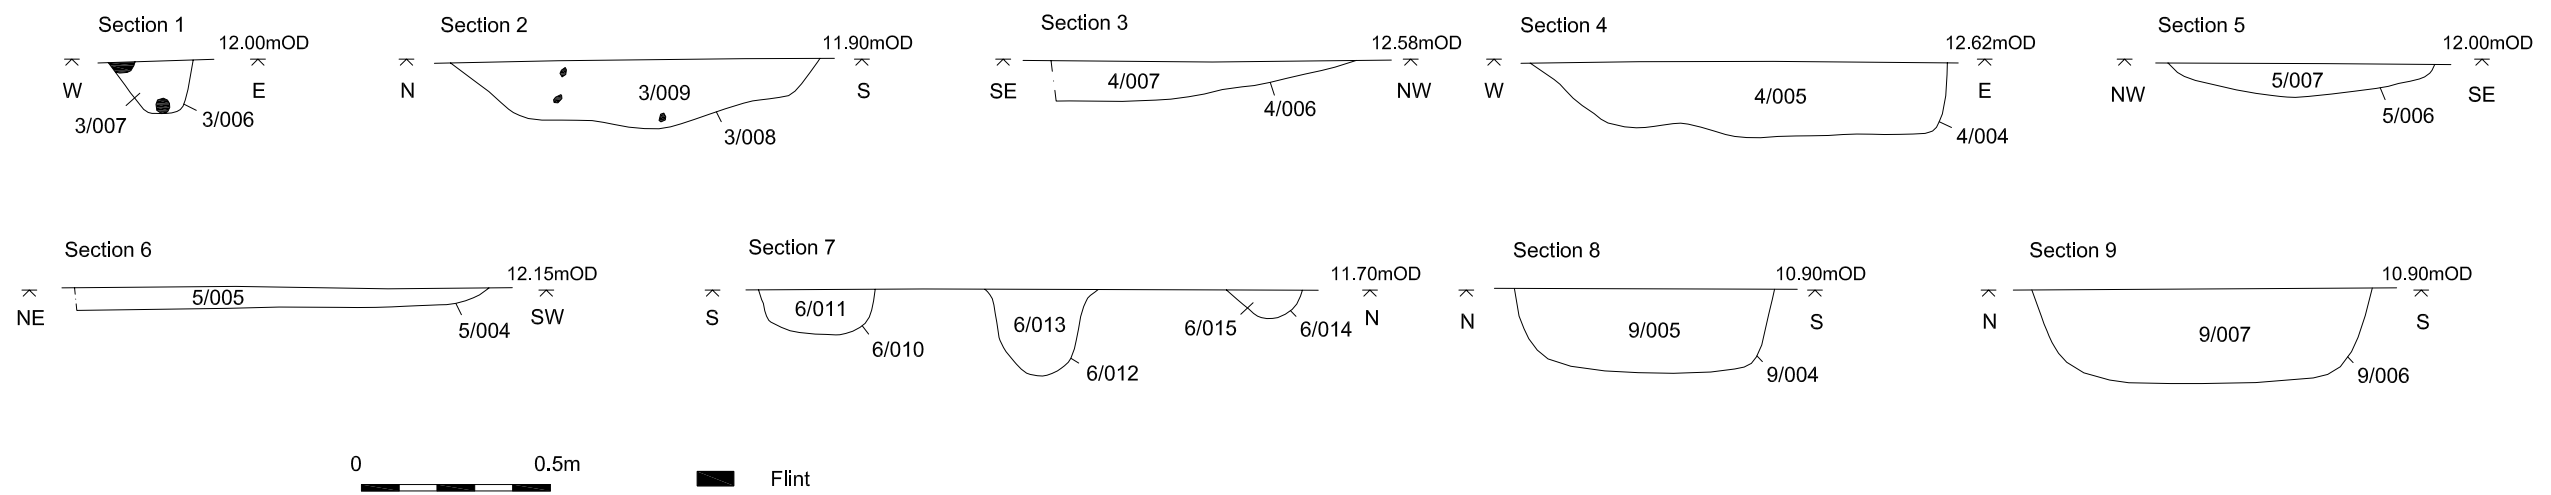 Section 1
12.00mOD
W
E
3/007
3/006
Section 2
11.90mOD
N
S
3/009
3/008
Section 3
12.58mOD
SE
NW
4/007
4/006
Section 4
12.62mOD
W
E
4/005
4/004
Section 5
12.00mOD
NW
SE
5/007
5/006
Section 6
12.15mOD
NE
SW
5/005
5/004
Section 7
11.70mOD
S
N
6/011
6/010
6/013
6/012
6/015
6/014
Section 8
10.90mOD
N
S
9/005
9/004
Section 9
10.90mOD
N
S
9/007
9/006
0 0.5m
Flint